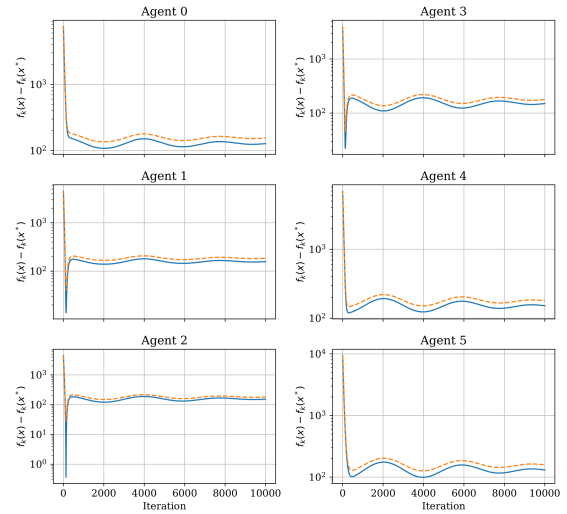 Agent 0
f_k(x) − f_k(x*)
10^3
10^2
Agent 3
f_k(x) − f_k(x*)
10^3
10^2
Agent 1
f_k(x) − f_k(x*)
10^3
10^2
Agent 4
f_k(x) − f_k(x*)
10^3
10^2
Agent 2
f_k(x) − f_k(x*)
10^3
10^2
10^1
10^0
0 2000 4000 6000 8000 10000
Iteration
Agent 5
f_k(x) − f_k(x*)
10^4
10^3
10^2
0 2000 4000 6000 8000 10000
Iteration